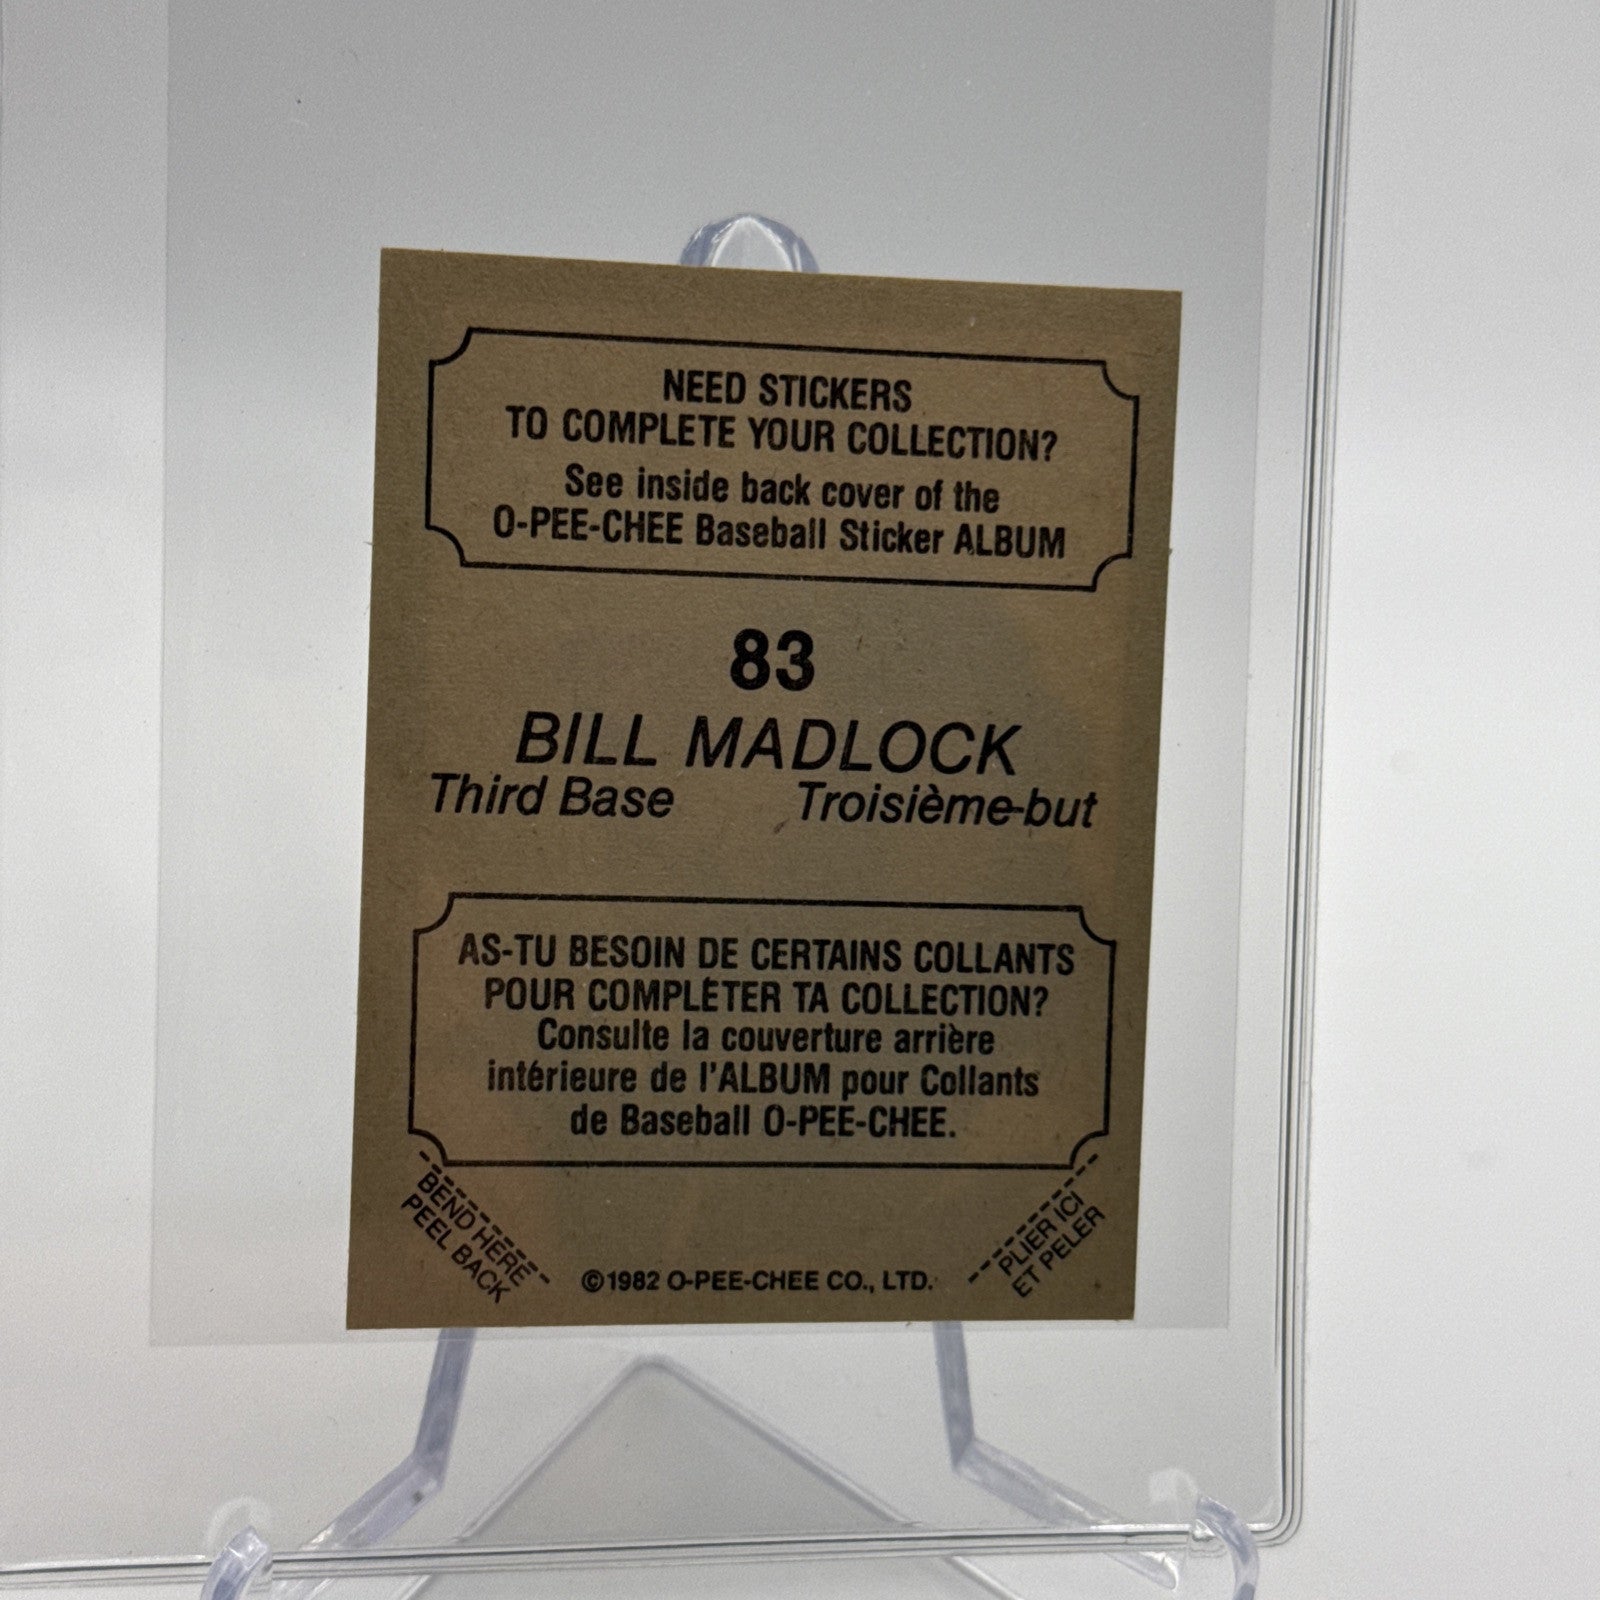 NEED STICKERS
TO COMPLETE YOUR COLLECTION?
See inside back cover of the
O-PEE-CHEE Baseball Sticker ALBUM
83
BILL MADLOCK
Third Base Troisième-but
AS-TU BESOIN DE CERTAINS COLLANTS
POUR COMPLÉTER TA COLLECTION?
Consulte la couverture arrière
intérieure de l'ALBUM pour Collants
de Baseball O-PEE-CHEE.
BEND HERE
PEEL BACK
©1982 O-PEE-CHEE CO., LTD.
PLIER ICI
ET PELER